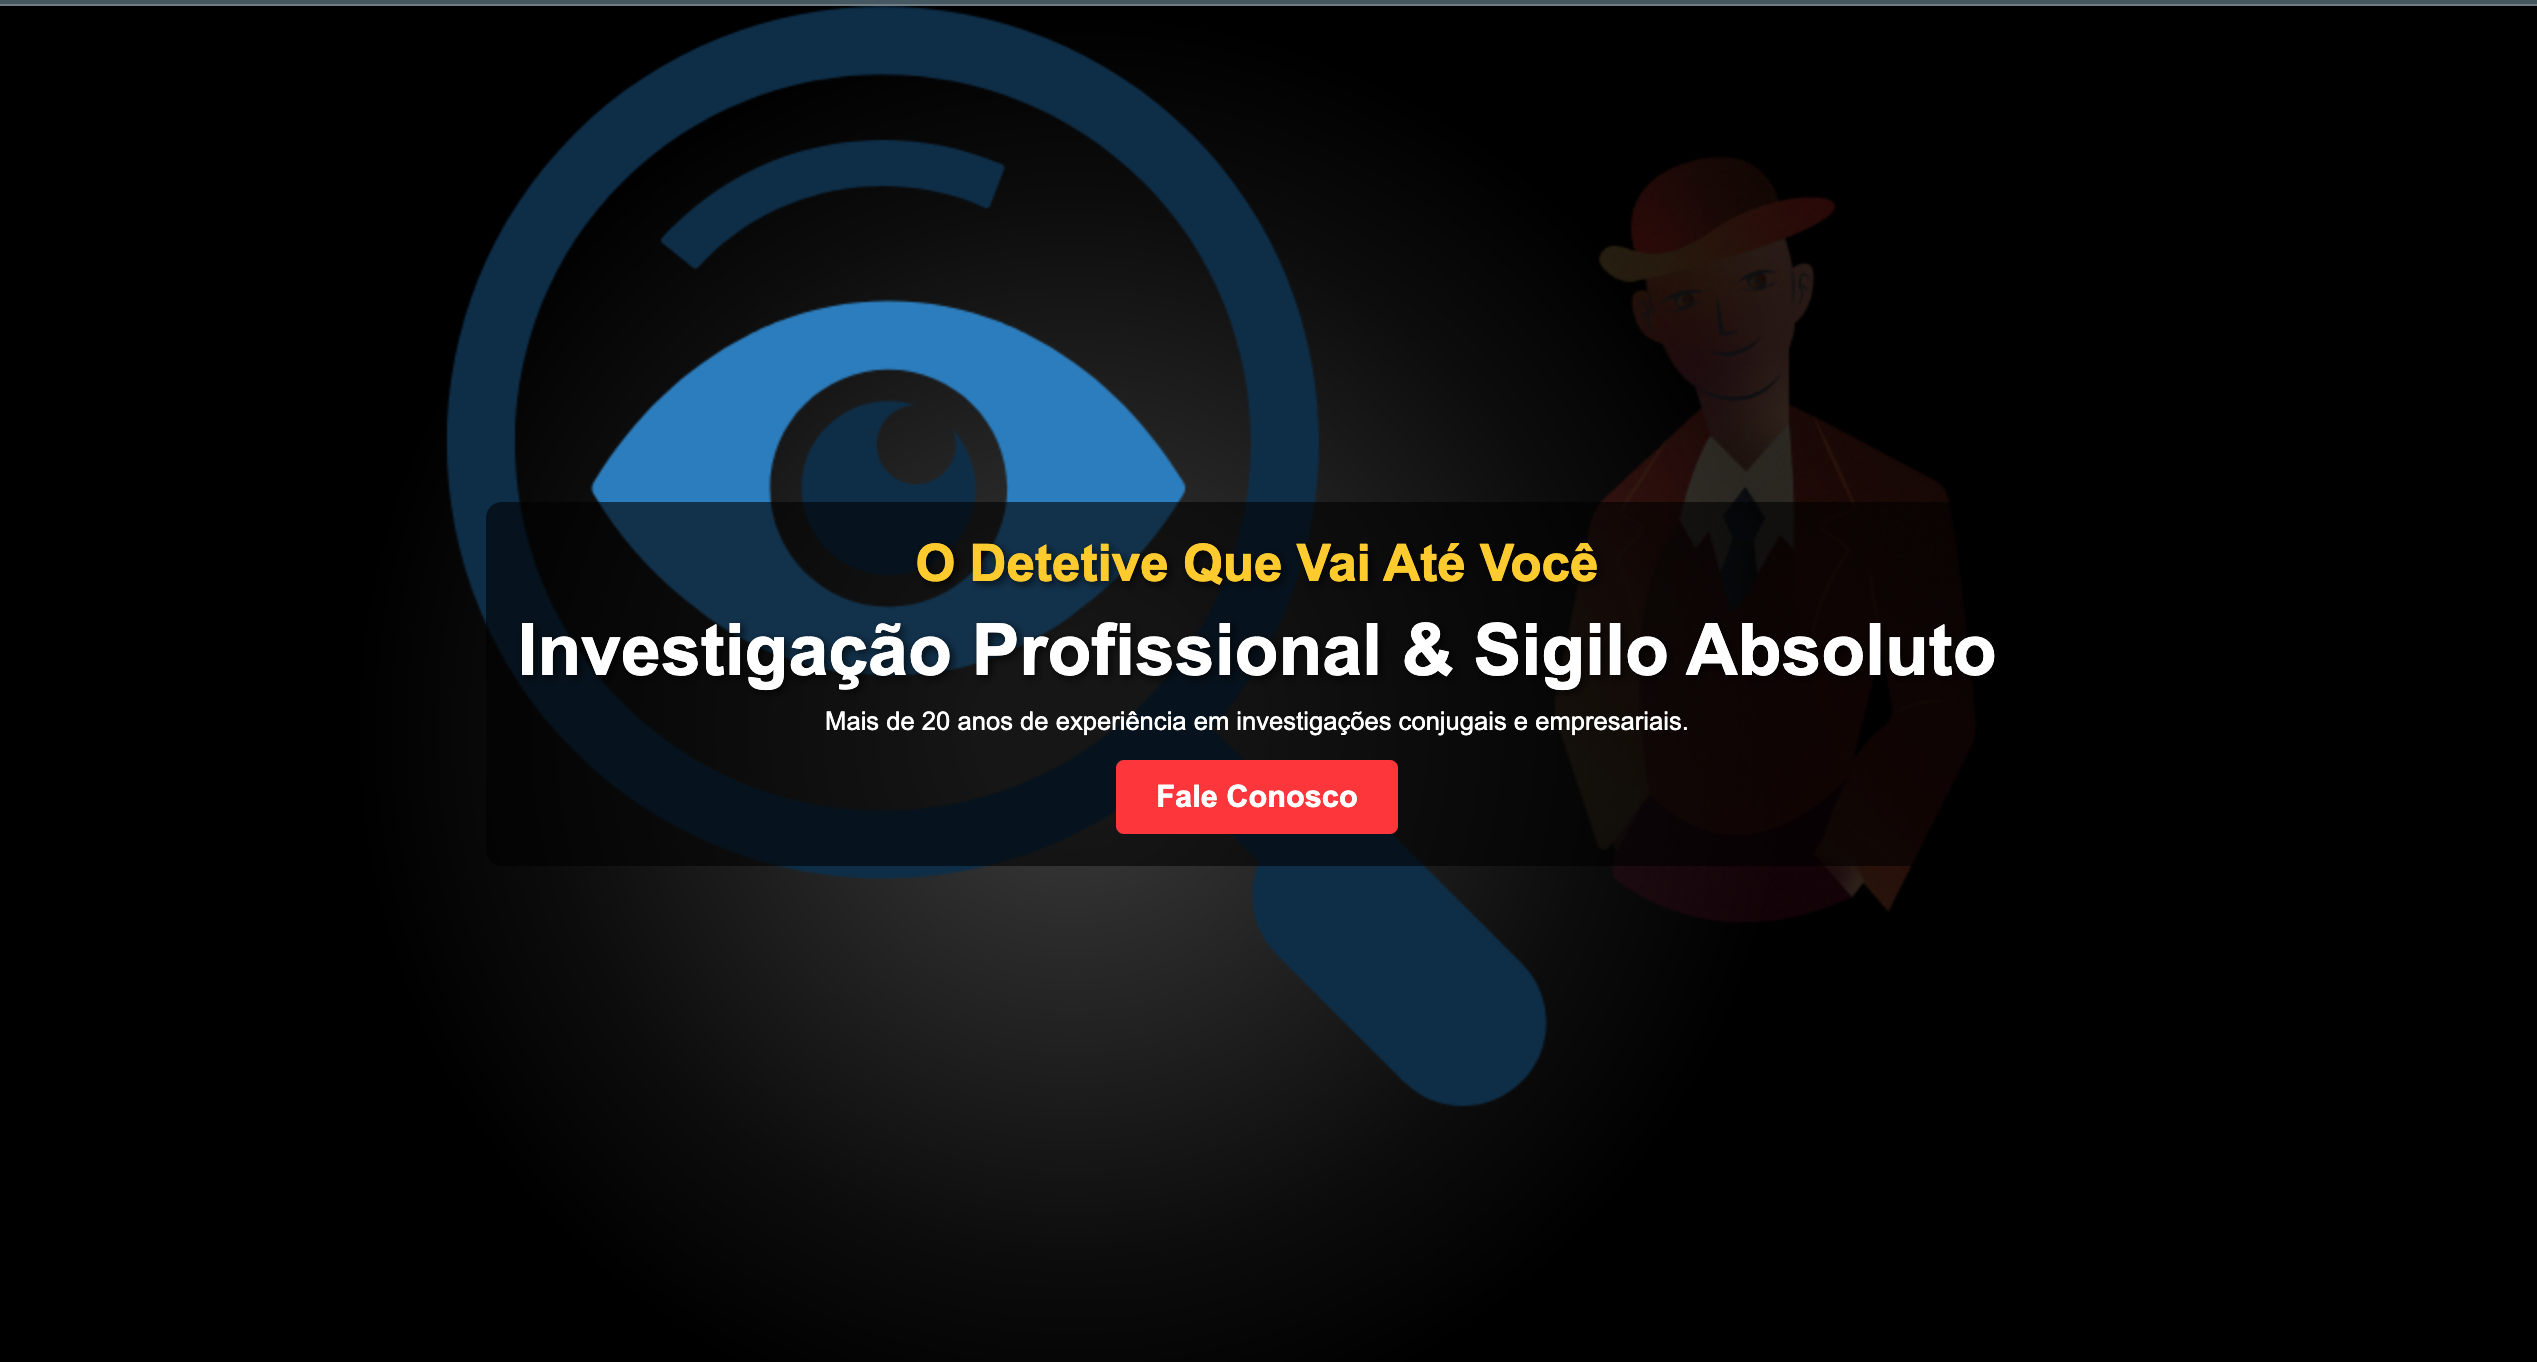 O Detetive Que Vai Até Você
Investigação Profissional & Sigilo Absoluto
Mais de 20 anos de experiência em investigações conjugais e empresariais.
Fale Conosco